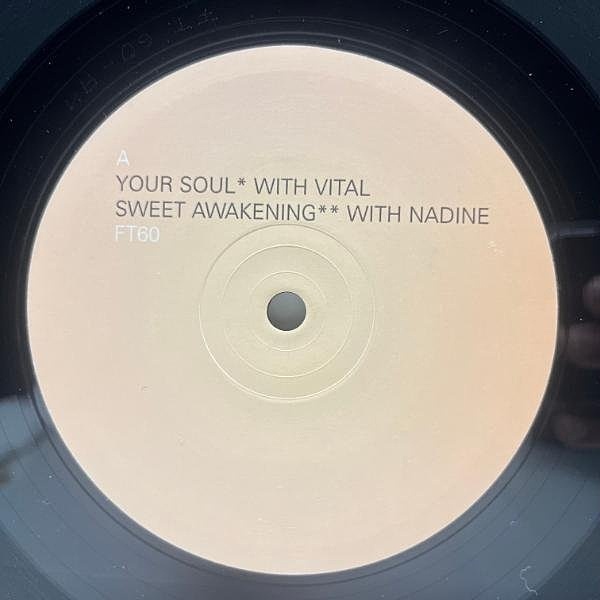 A
YOUR SOUL* WITH VITAL
SWEET AWAKENING** WITH NADINE
FT60